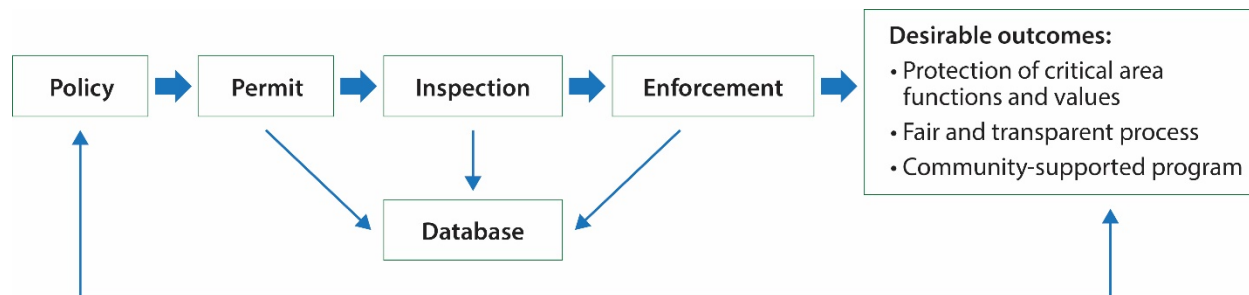 Policy
Permit
Inspection
Enforcement
Desirable outcomes:
• Protection of critical area
functions and values
• Fair and transparent process
• Community-supported program
Database